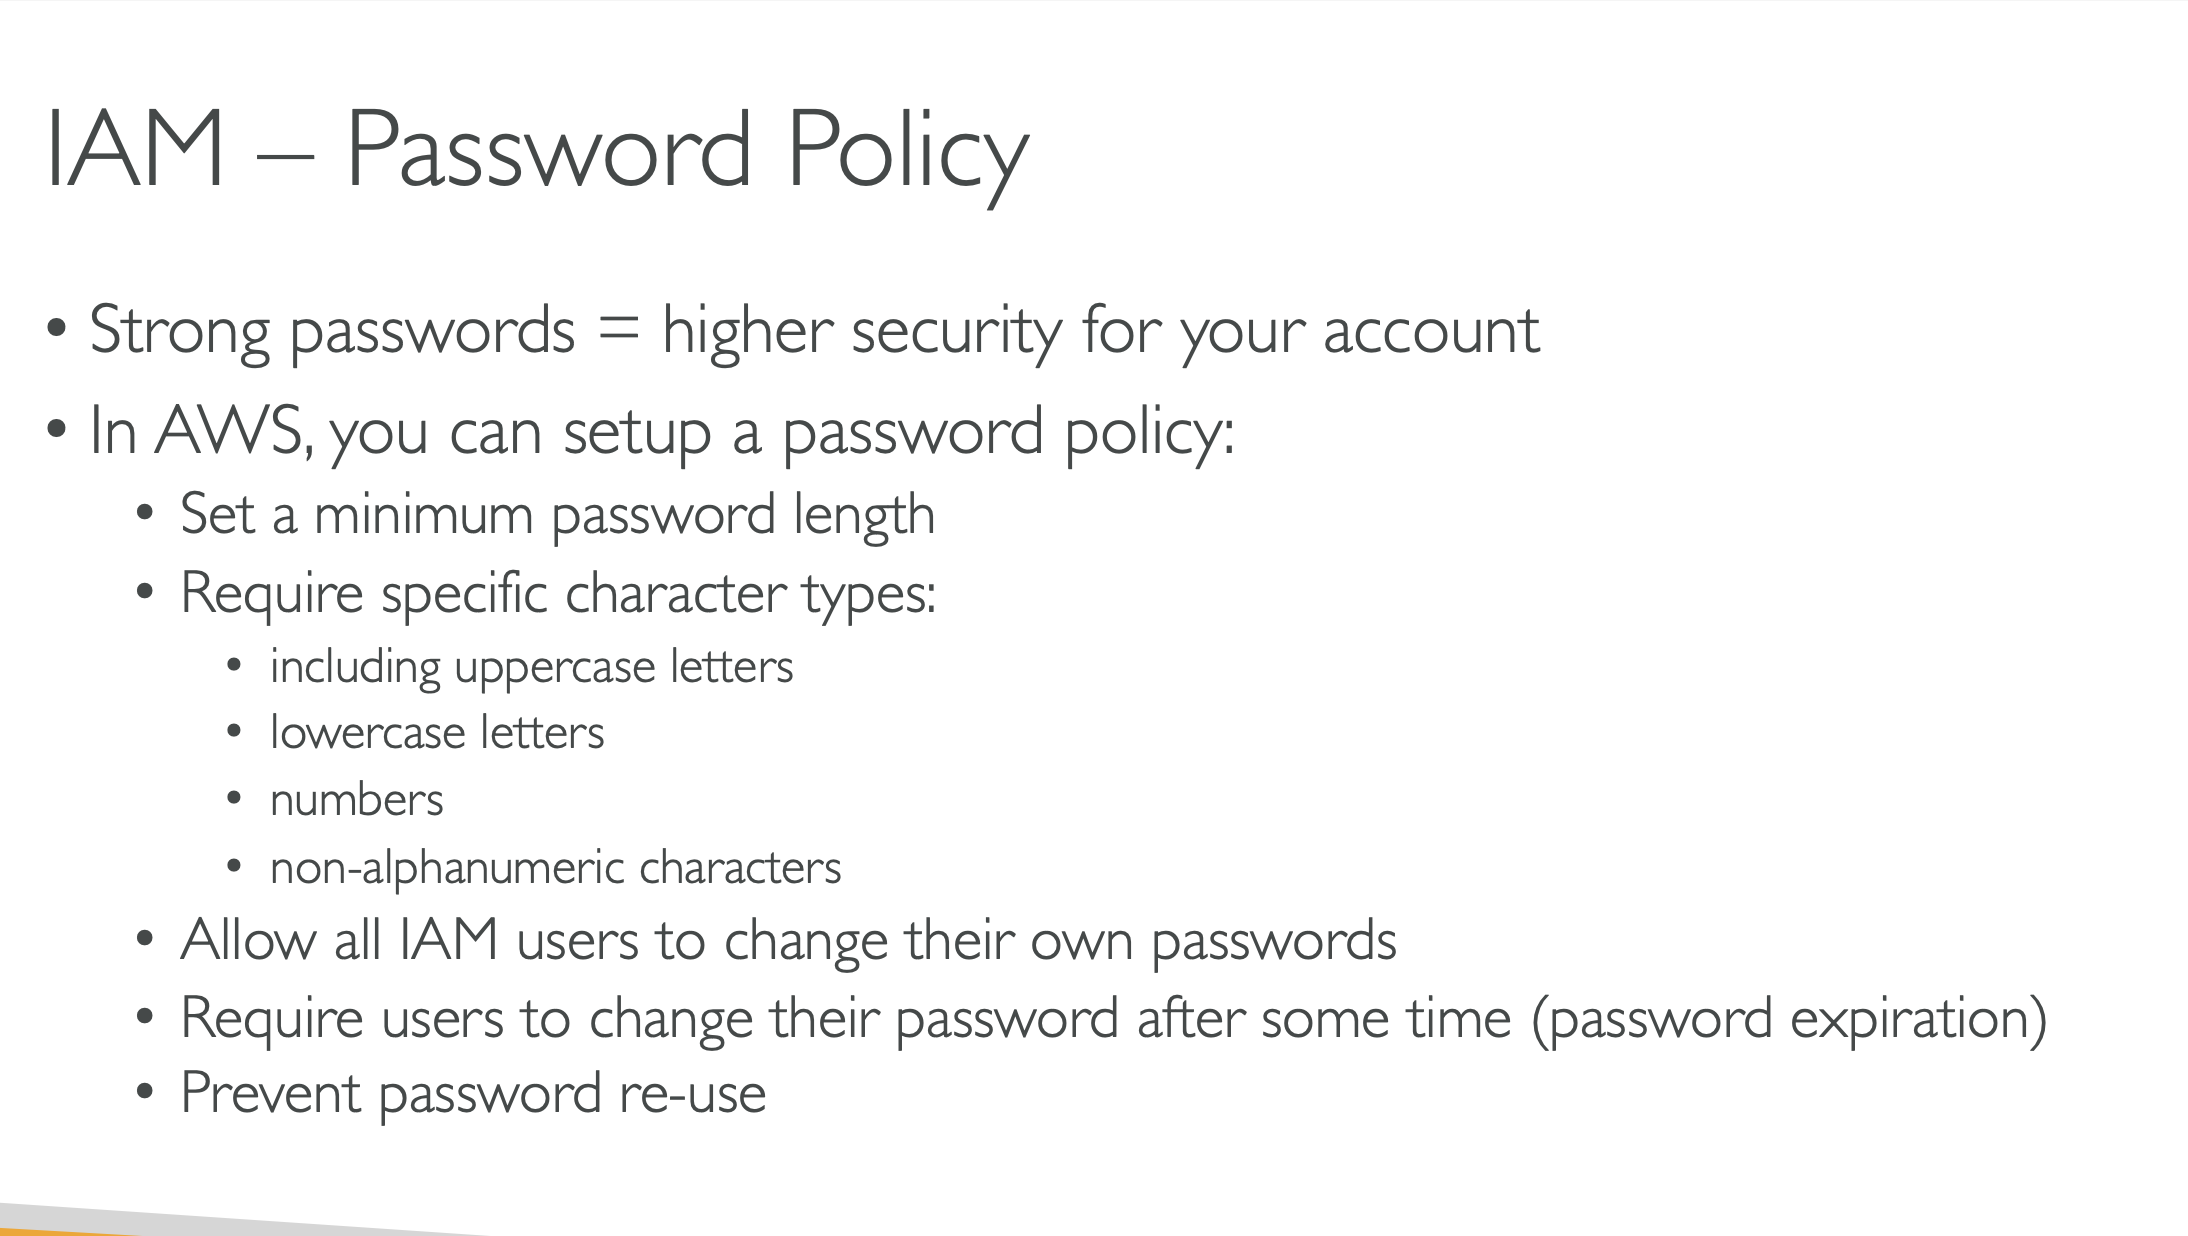 IAM – Password Policy
• Strong passwords = higher security for your account
• In AWS, you can setup a password policy:
• Set a minimum password length
• Require specific character types:
• including uppercase letters
• lowercase letters
• numbers
• non-alphanumeric characters
• Allow all IAM users to change their own passwords
• Require users to change their password after some time (password expiration)
• Prevent password re-use